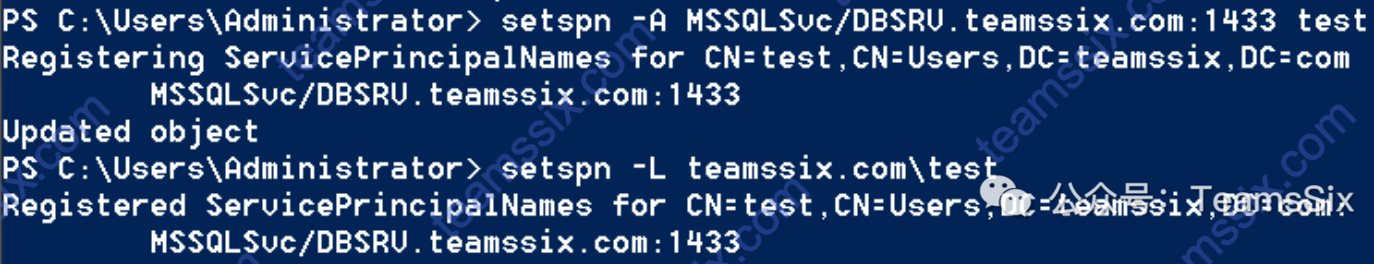 PS C:\Users\Administrator> setspn -A MSSQLSvc/DBSRV.teamssix.com:1433 test
Registering ServicePrincipalNames for CN=test,CN=Users,DC=teamssix,DC=com
MSSQLSvc/DBSRV.teamssix.com:1433
Updated object
PS C:\Users\Administrator> setspn -L teamssix.com\test
Registered ServicePrincipalNames for CN=test,CN=Users,DC=teamssix,DC=com:
MSSQLSvc/DBSRV.teamssix.com:1433
公众号：TeamsSix
teamssix.com